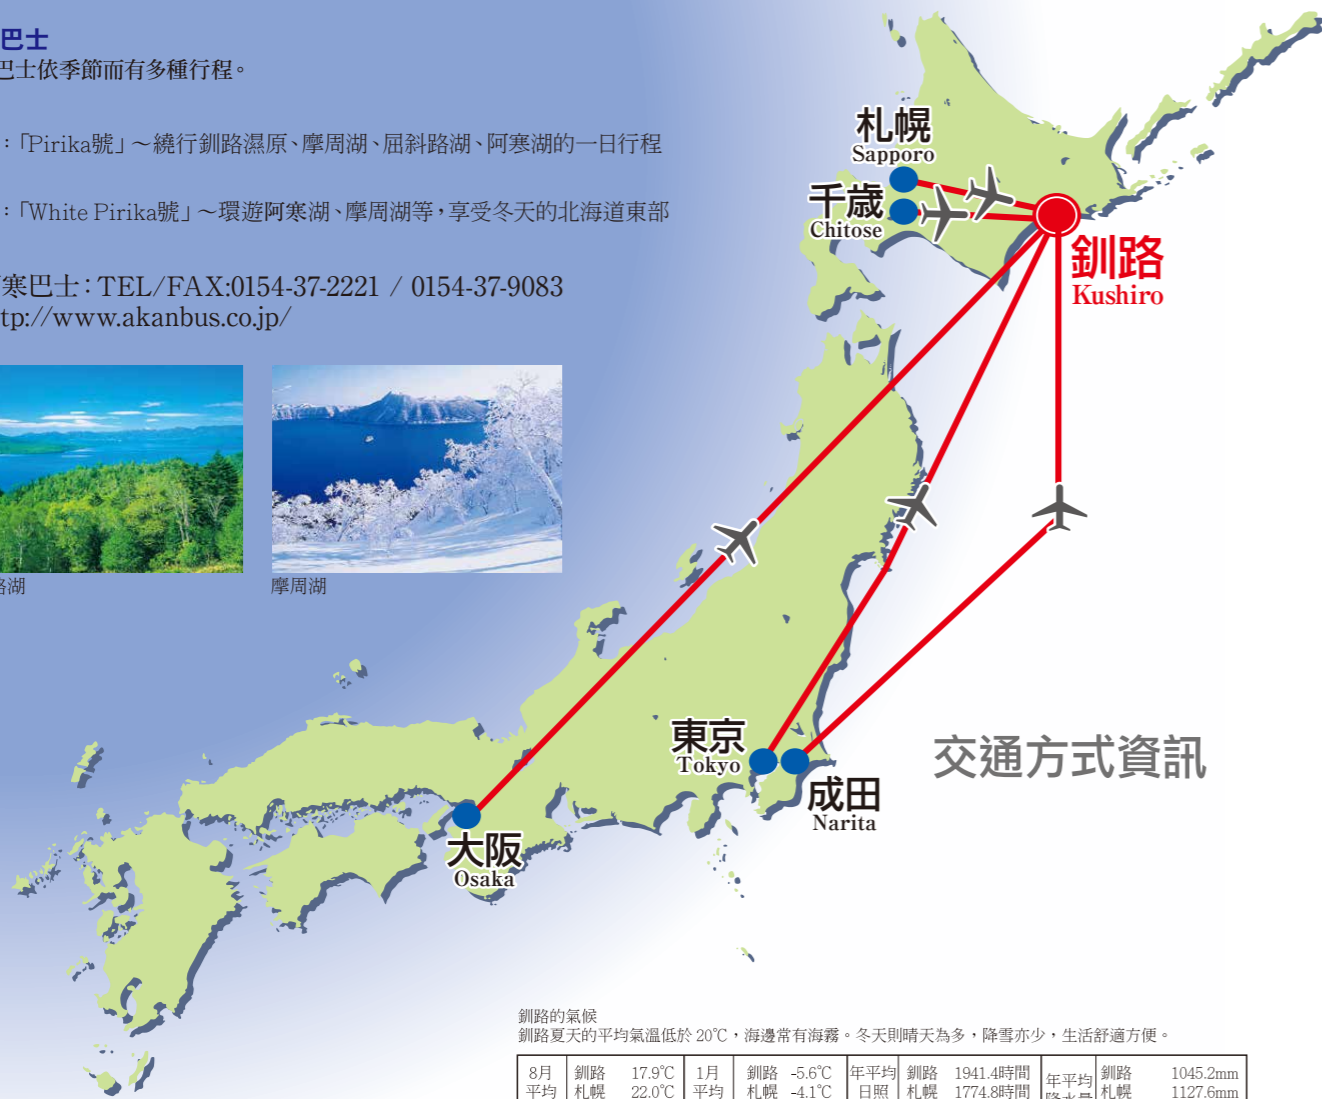 巴士
巴士依季節而有多種行程。
：「Pirika號」～繞行釧路濕原、摩周湖、屈斜路湖、阿寒湖的一日行程
：「White Pirika號」～環遊阿寒湖、摩周湖等，享受冬天的北海道東部
寒巴士：TEL/FAX:0154-37-2221 / 0154-37-9083
tp://www.akanbus.co.jp/
路湖
摩周湖
札幌
Sapporo
千歳
Chitose
釧路
Kushiro
東京
Tokyo
成田
Narita
大阪
Osaka
交通方式資訊
釧路的氣候
釧路夏天的平均氣溫低於 20℃，海邊常有海霧。冬天則晴天為多，降雪亦少，生活舒適方便。
8月 釧路 17.9℃ 1月 釧路 -5.6℃ 年平均 釧路 1941.4時間 年平均 釧路 1045.2mm
平均 札幌 22.0℃ 平均 札幌 -4.1℃ 日照 札幌 1774.8時間 札幌 1127.6mm